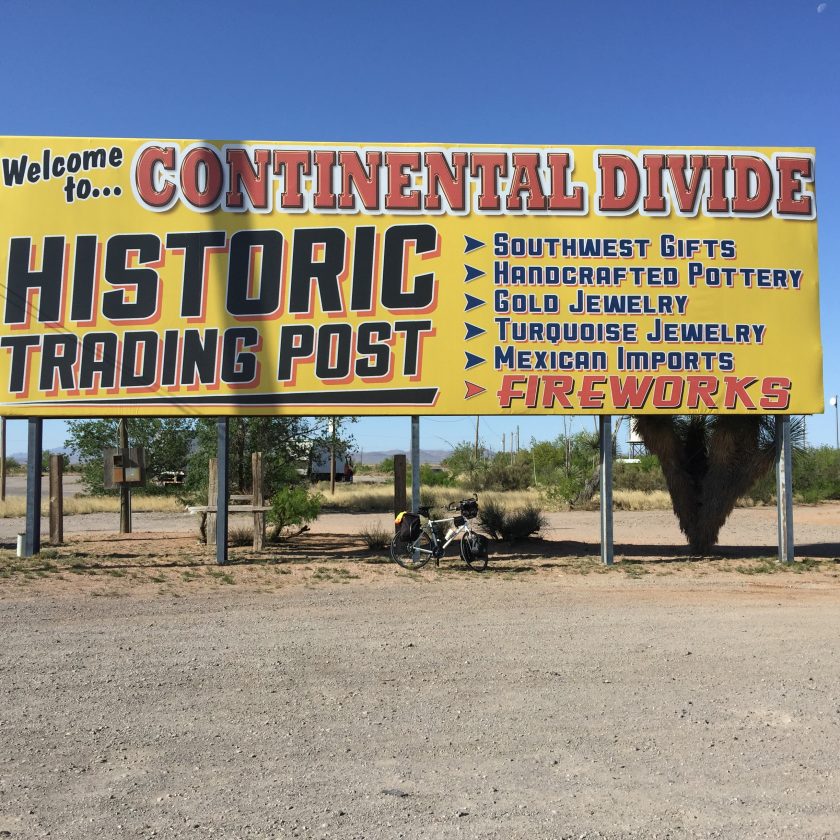 Welcome to... CONTINENTAL DIVIDE
HISTORIC
TRADING POST
SOUTHWEST GIFTS
HANDCRAFTED POTTERY
GOLD JEWELRY
TURQUOISE JEWELRY
MEXICAN IMPORTS
FIREWORKS